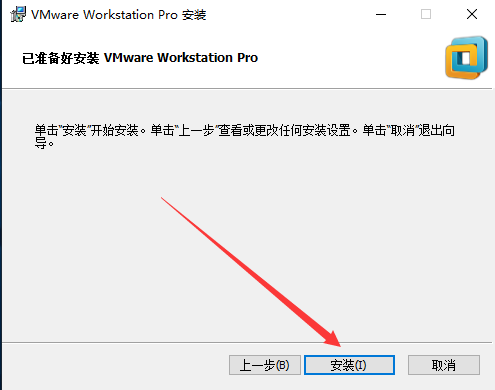 VMware Workstation Pro 安装
已准备好安装 VMware Workstation Pro
单击“安装”开始安装。单击“上一步”查看或更改任何安装设置。单击“取消”退出向
导。
上一步(B) 安装(I) 取消